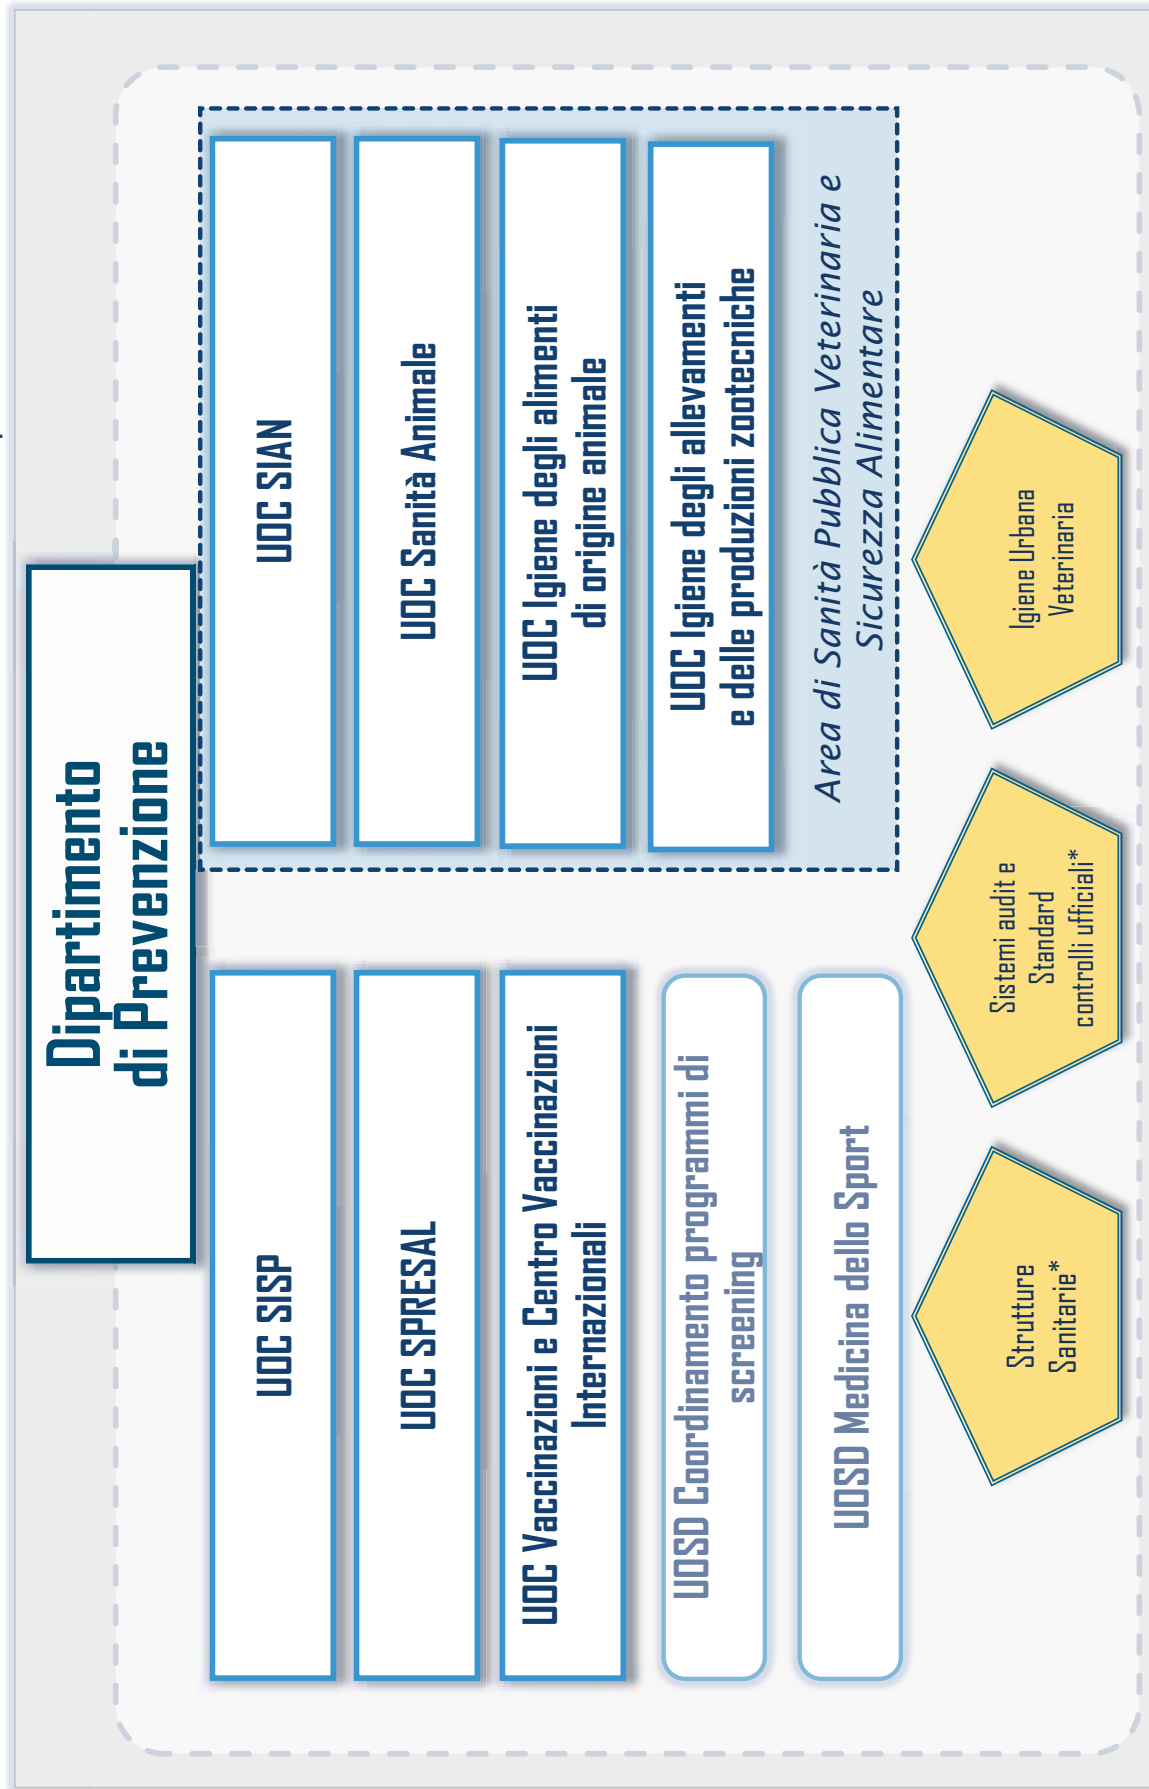 Dipartimento
di Prevenzione
UOC SISP
UOC SPRESAL
UOC Vaccinazioni e Centro Vaccinazioni
Internazionali
UOSD Coordinamento programmi di
screening
UOSD Medicina dello Sport
UOC SIAN
UOC Sanità Animale
UOC Igiene degli alimenti
di origine animale
UOC Igiene degli allevamenti
e delle produzioni zootecniche
Area di Sanità Pubblica Veterinaria e
Sicurezza Alimentare
Strutture
Sanitarie*
Sistemi audit e
Standard
controlli ufficiali*
Igiene Urbana
Veterinaria